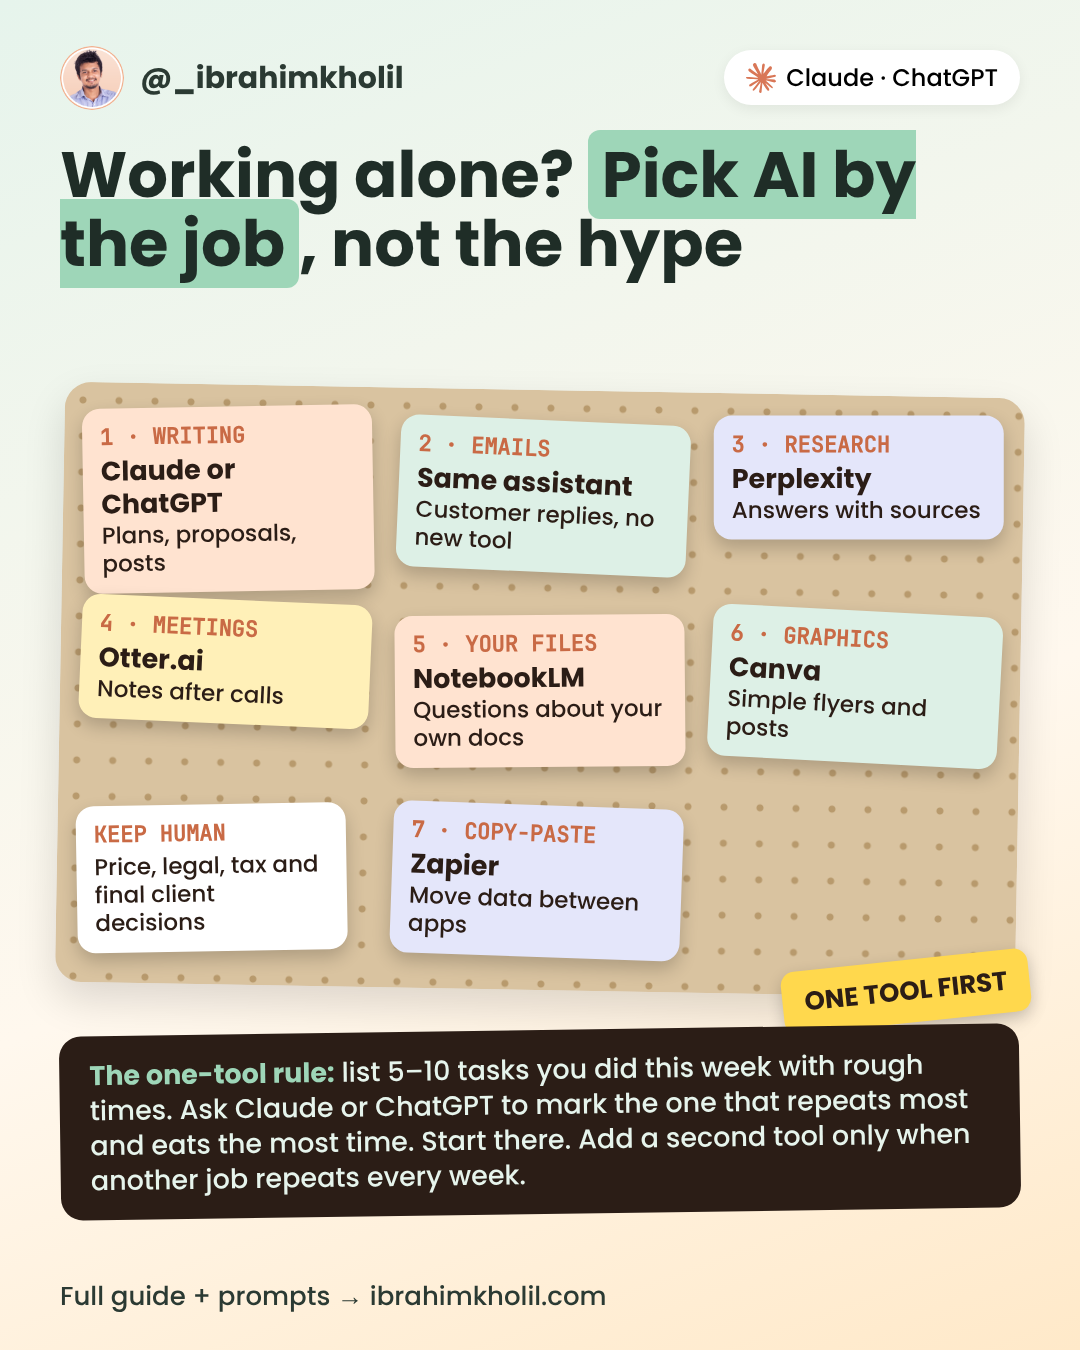 @_ibrahimkholil
Claude · ChatGPT
Working alone? Pick AI by
the job, not the hype
1 · WRITING
Claude or
ChatGPT
Plans, proposals,
posts
2 · EMAILS
Same assistant
Customer replies, no
new tool
3 · RESEARCH
Perplexity
Answers with sources
4 · MEETINGS
Otter.ai
Notes after calls
5 · YOUR FILES
NotebookLM
Questions about your
own docs
6 · GRAPHICS
Canva
Simple flyers and
posts
KEEP HUMAN
Price, legal, tax and
final client
decisions
7 · COPY-PASTE
Zapier
Move data between
apps
ONE TOOL FIRST
The one-tool rule: list 5–10 tasks you did this week with rough
times. Ask Claude or ChatGPT to mark the one that repeats most
and eats the most time. Start there. Add a second tool only when
another job repeats every week.
Full guide + prompts → ibrahimkholil.com